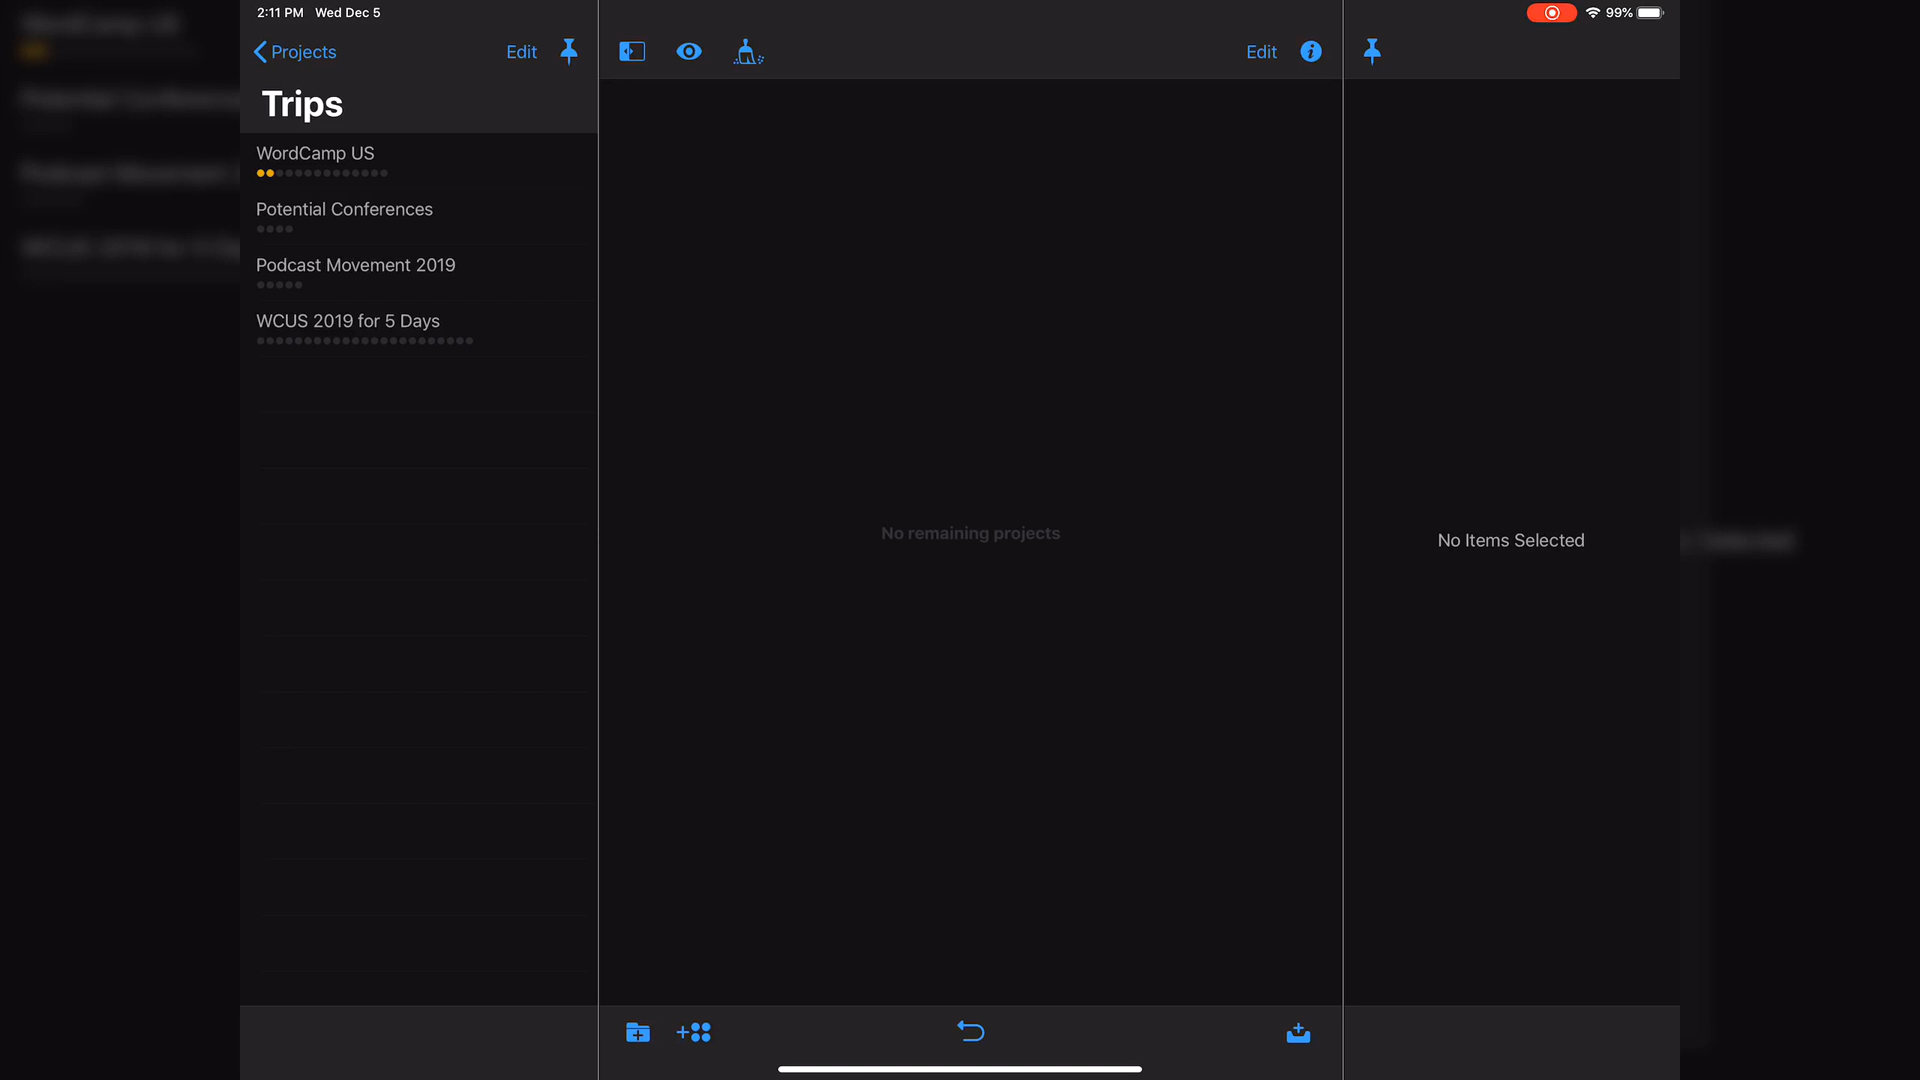 2:11 PM Wed Dec 5
99%
Projects
Edit
Edit
Trips
WordCamp US
Potential Conferences
Podcast Movement 2019
WCUS 2019 for 5 Days
No remaining projects
No Items Selected